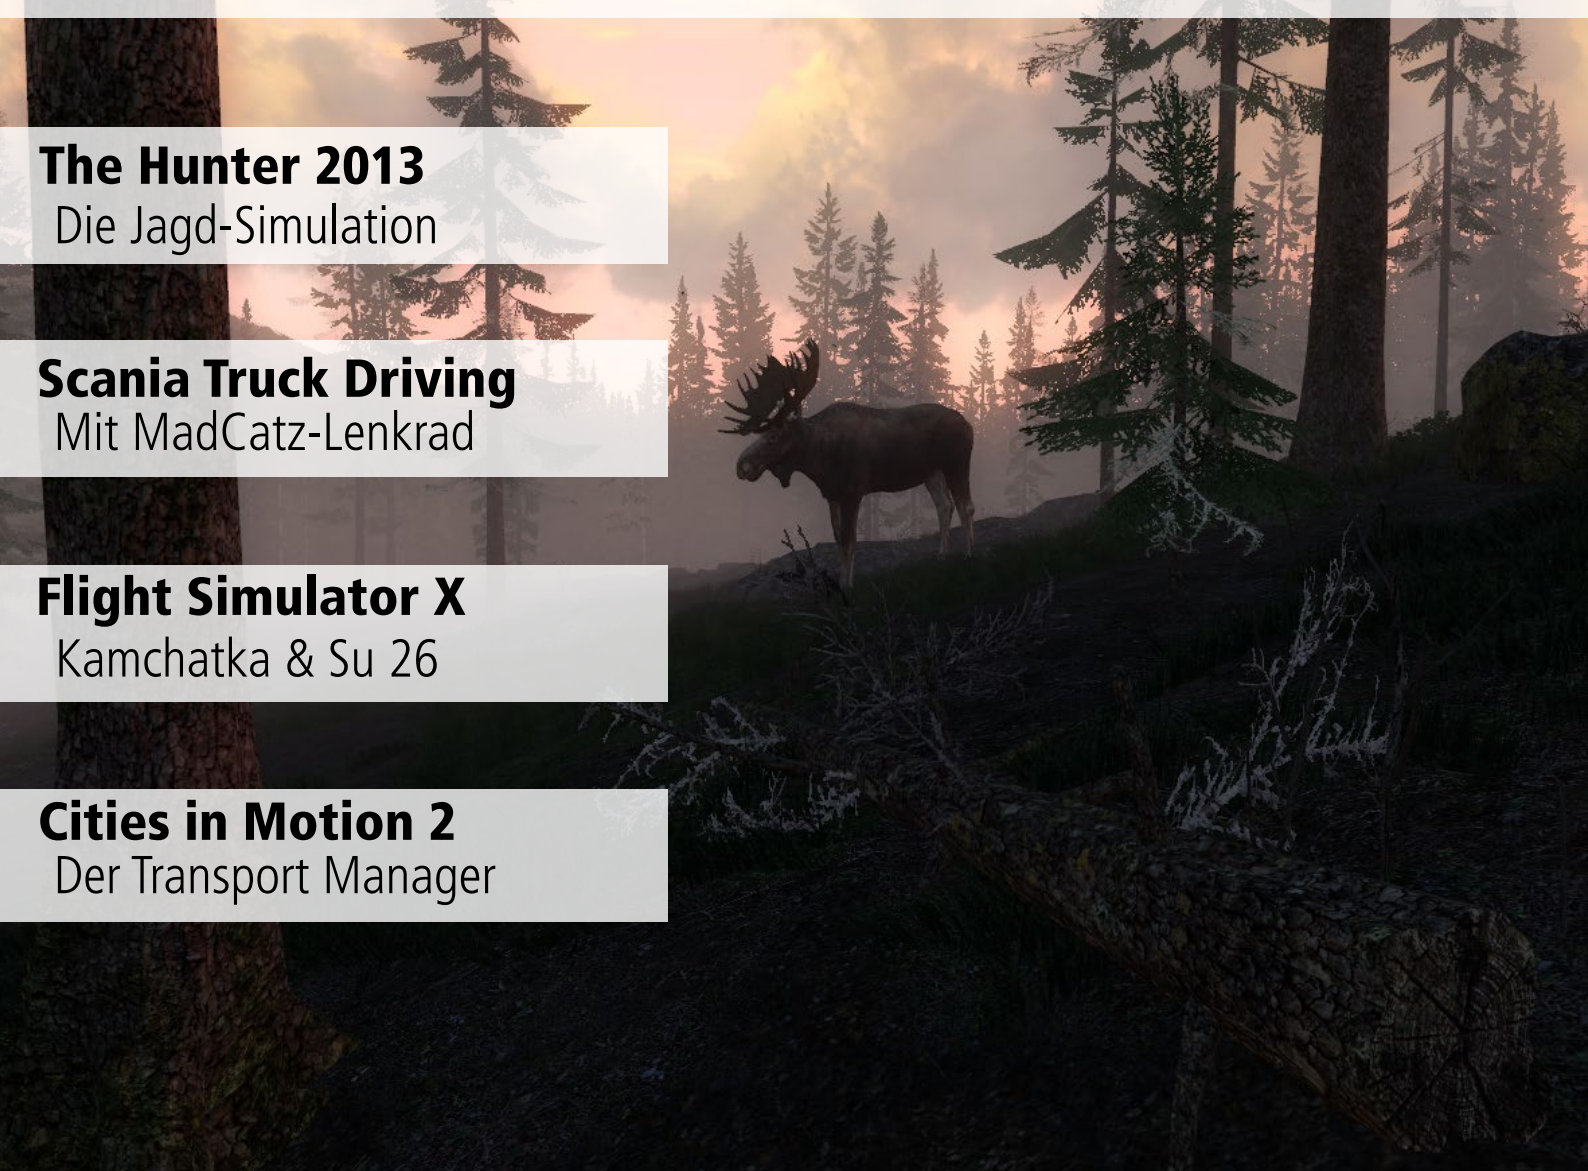 The Hunter 2013
Die Jagd-Simulation
Scania Truck Driving
Mit MadCatz-Lenkrad
Flight Simulator X
Kamchatka & Su 26
Cities in Motion 2
Der Transport Manager